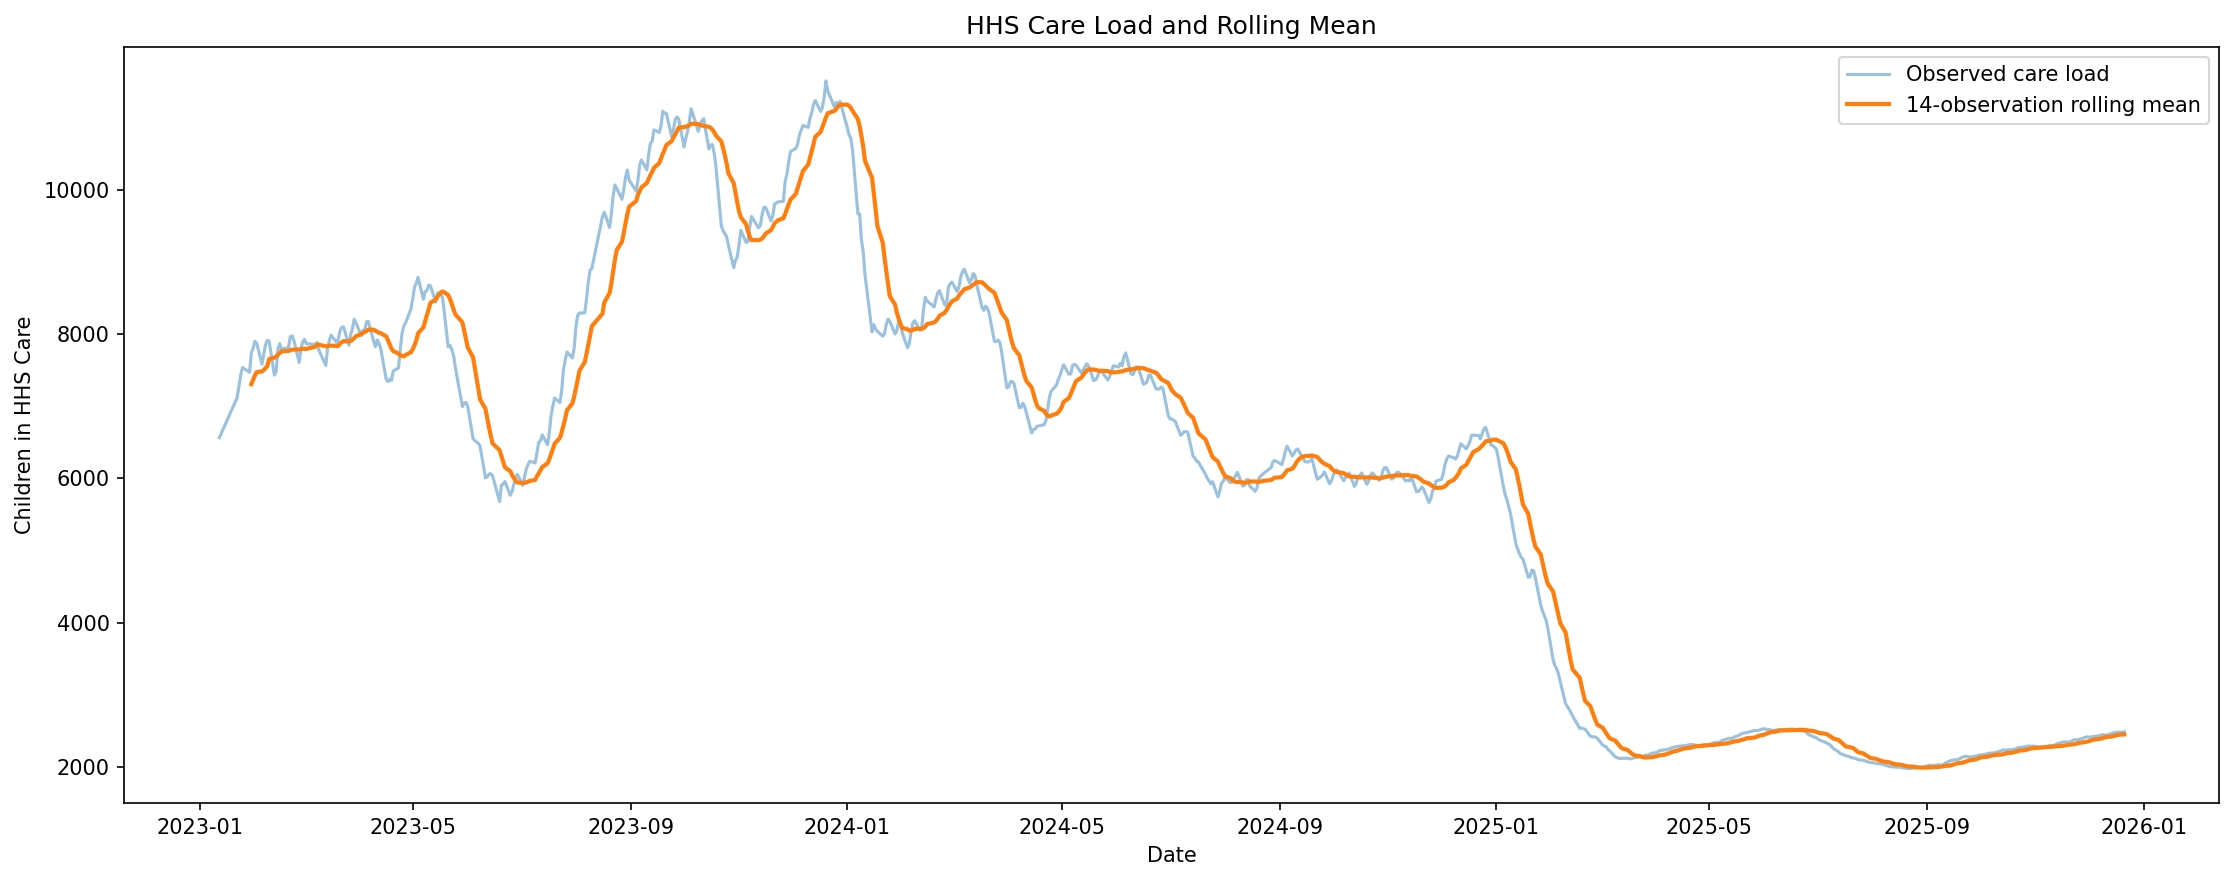 HHS Care Load and Rolling Mean
Observed care load
14-observation rolling mean
Children in HHS Care
10000
8000
6000
4000
2000
2023-01 2023-05 2023-09 2024-01 2024-05 2024-09 2025-01 2025-05 2025-09 2026-01
Date